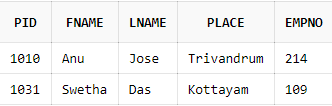 PID FNAME LNAME PLACE EMPNO
1010 Anu Jose Trivandrum 214
1031 Swetha Das Kottayam 109